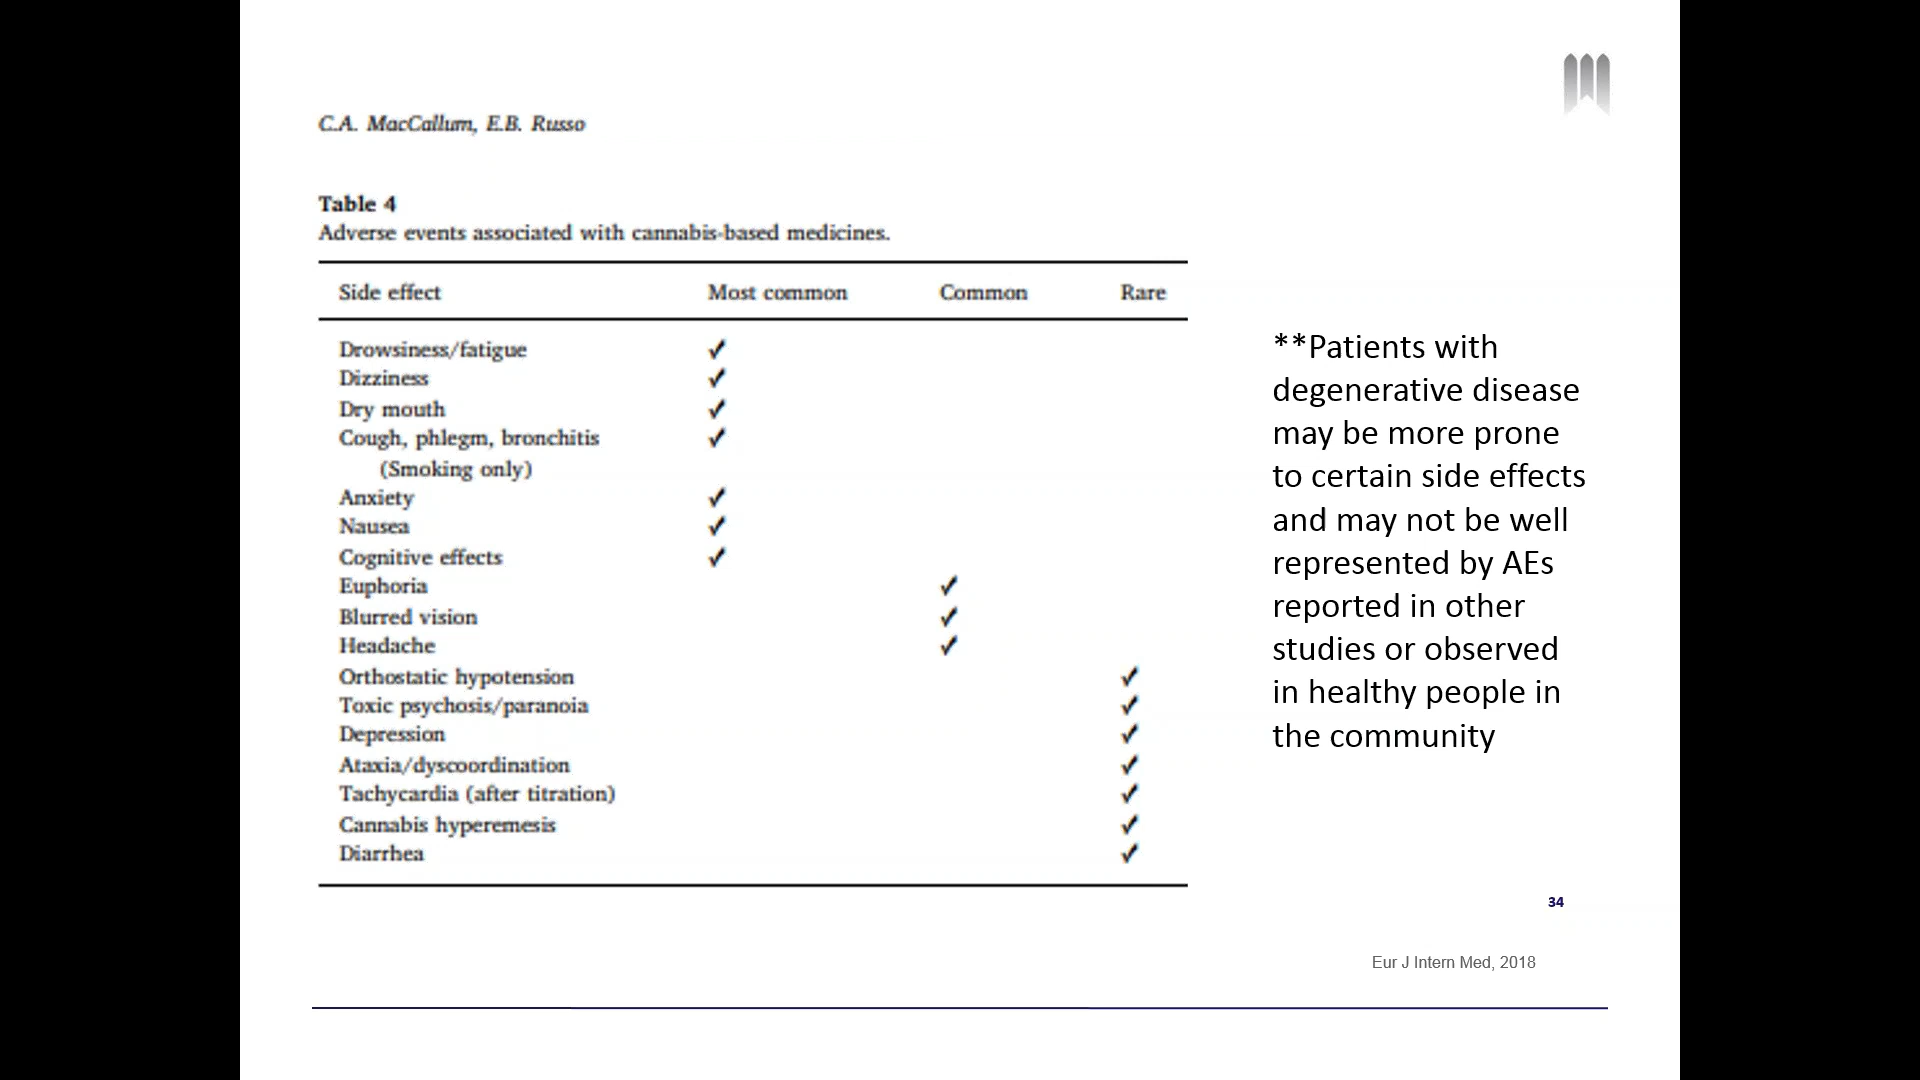 C.A. MacCallum, E.B. Russo
Table 4
Adverse events associated with cannabis-based medicines.
Side effect Most common Common Rare
Drowsiness/fatigue ✓
Dizziness ✓
Dry mouth ✓
Cough, phlegm, bronchitis ✓
(Smoking only)
Anxiety ✓
Nausea ✓
Cognitive effects ✓
Euphoria ✓
Blurred vision ✓
Headache ✓
Orthostatic hypotension ✓
Toxic psychosis/paranoia ✓
Depression ✓
Ataxia/dyscoordination ✓
Tachycardia (after titration) ✓
Cannabis hyperemesis ✓
Diarrhea ✓
**Patients with
degenerative disease
may be more prone
to certain side effects
and may not be well
represented by AEs
reported in other
studies or observed
in healthy people in
the community
34
Eur J Intern Med, 2018